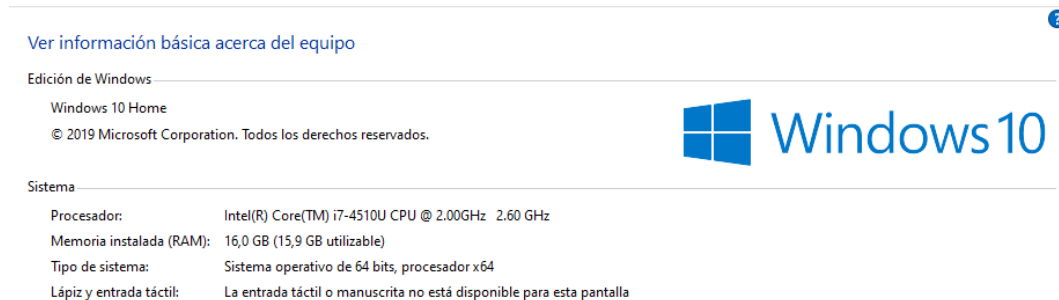 Ver información básica acerca del equipo
Edición de Windows
Windows 10 Home
© 2019 Microsoft Corporation. Todos los derechos reservados.
Windows 10
Sistema
Procesador: Intel(R) Core(TM) i7-4510U CPU @ 2.00GHz 2.60 GHz
Memoria instalada (RAM): 16,0 GB (15,9 GB utilizable)
Tipo de sistema: Sistema operativo de 64 bits, procesador x64
Lápiz y entrada táctil: La entrada táctil o manuscrita no está disponible para esta pantalla